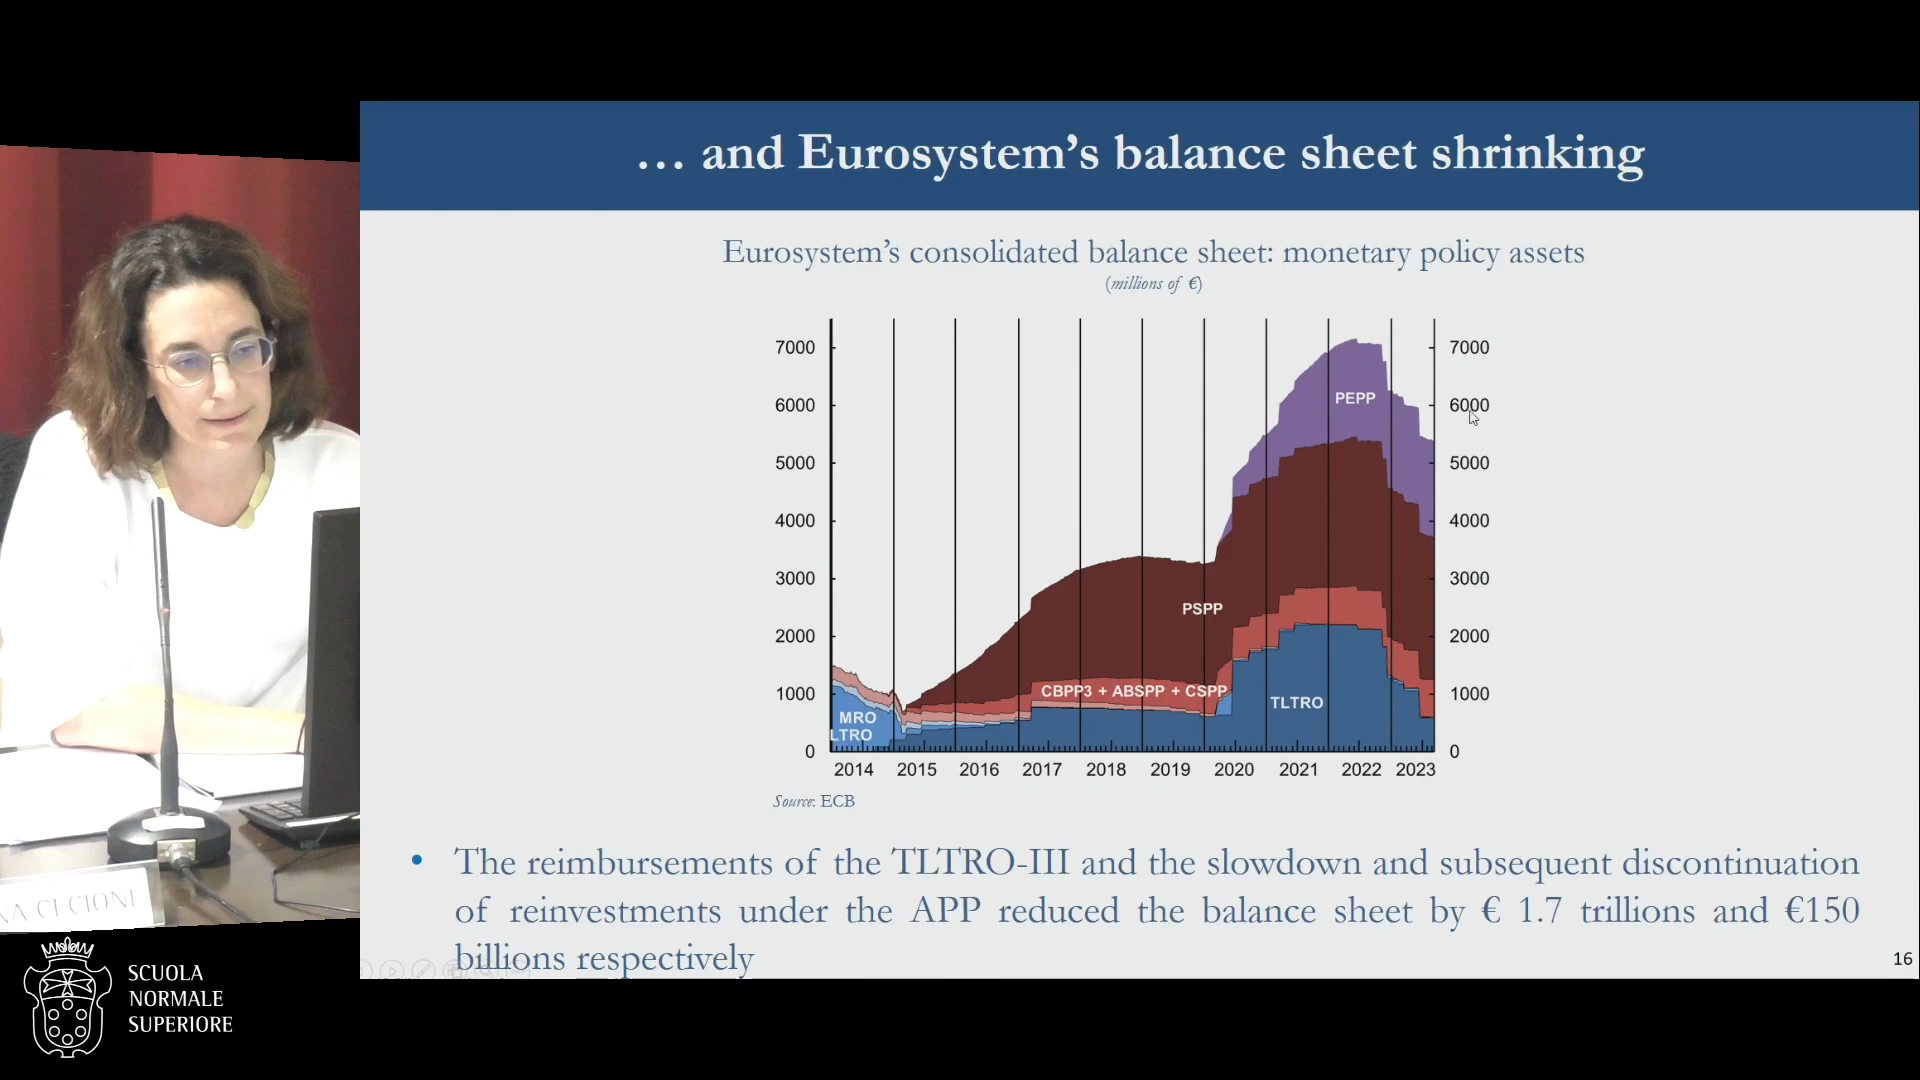 … and Eurosystem’s balance sheet shrinking
Eurosystem’s consolidated balance sheet: monetary policy assets
(millions of €)
7000 7000
6000 6000
5000 5000
4000 4000
3000 3000
2000 2000
1000 1000
0 0
PEPP
PSPP
CBPP3 + ABSPP + CSPP
TLTRO
MRO
LTRO
2014 2015 2016 2017 2018 2019 2020 2021 2022 2023
Source: ECB
• The reimbursements of the TLTRO-III and the slowdown and subsequent discontinuation
of reinvestments under the APP reduced the balance sheet by € 1.7 trillions and €150
billions respectively
16
NA CECIONI
SCUOLA
NORMALE
SUPERIORE